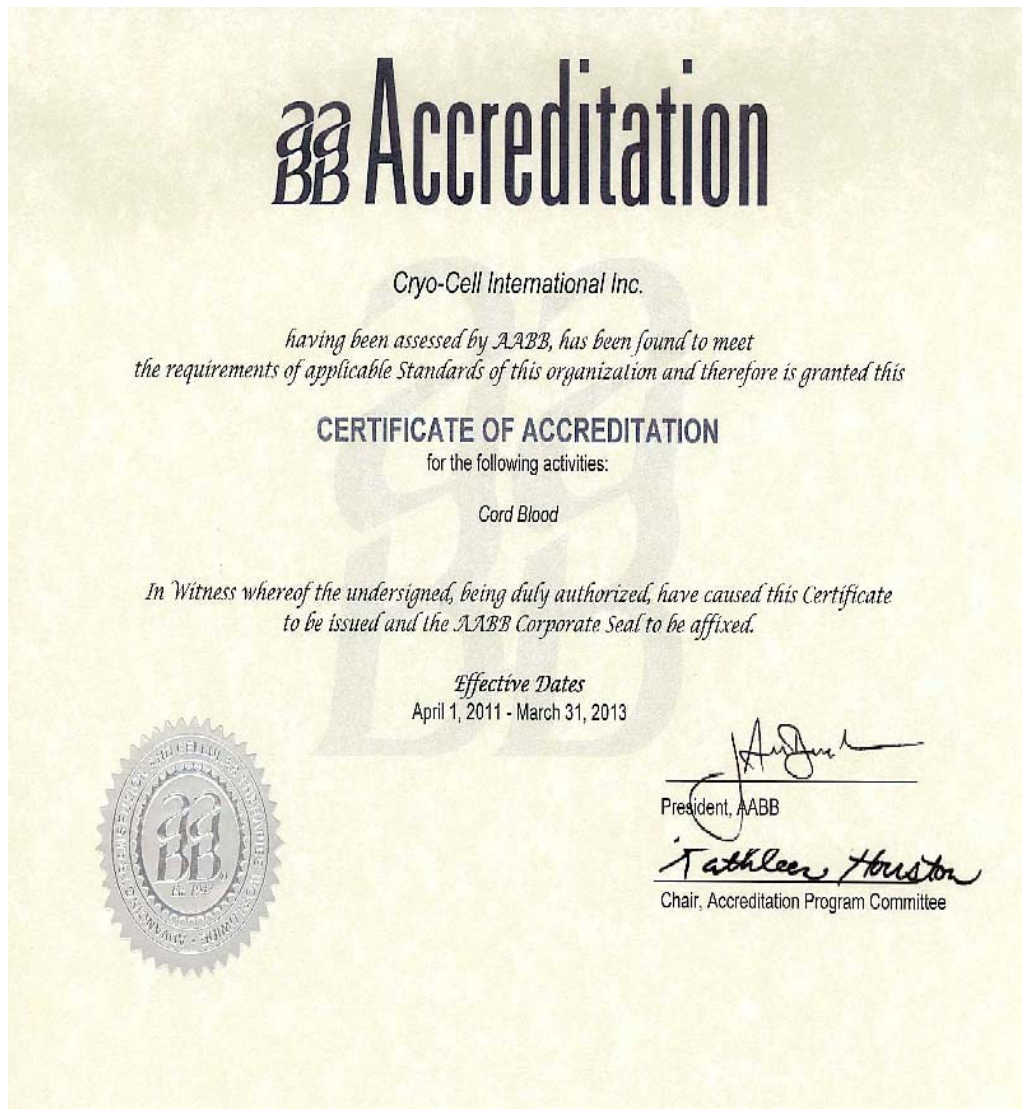 aaBB Accreditation
Cryo-Cell International Inc.
having been assessed by AABB, has been found to meet
the requirements of applicable Standards of this organization and therefore is granted this
CERTIFICATE OF ACCREDITATION
for the following activities:
Cord Blood
In Witness whereof the undersigned, being duly authorized, have caused this Certificate
to be issued and the AABB Corporate Seal to be affixed.
Effective Dates
April 1, 2011 - March 31, 2013
President, AABB
Kathleen Houston
Chair, Accreditation Program Committee
aaBB